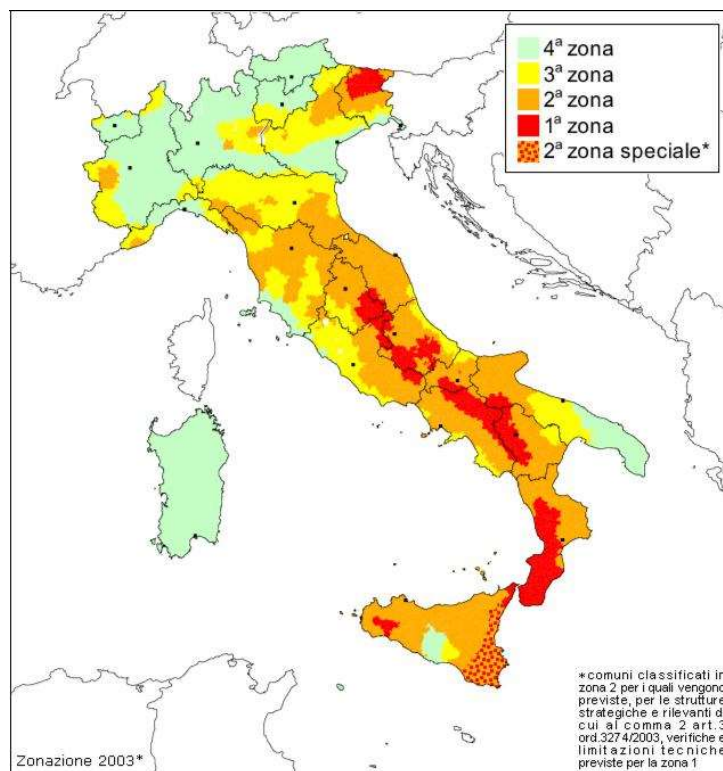 4ª zona
3ª zona
2ª zona
1ª zona
2ª zona speciale*
*comuni classificati in
zona 2 per i quali vengono
previste, per le strutture
strategiche e rilevanti d
cui al comma 2 art.3
ord.3274/2003, verifiche e
limitazioni tecniche
previste per la zona 1
Zonazione 2003*